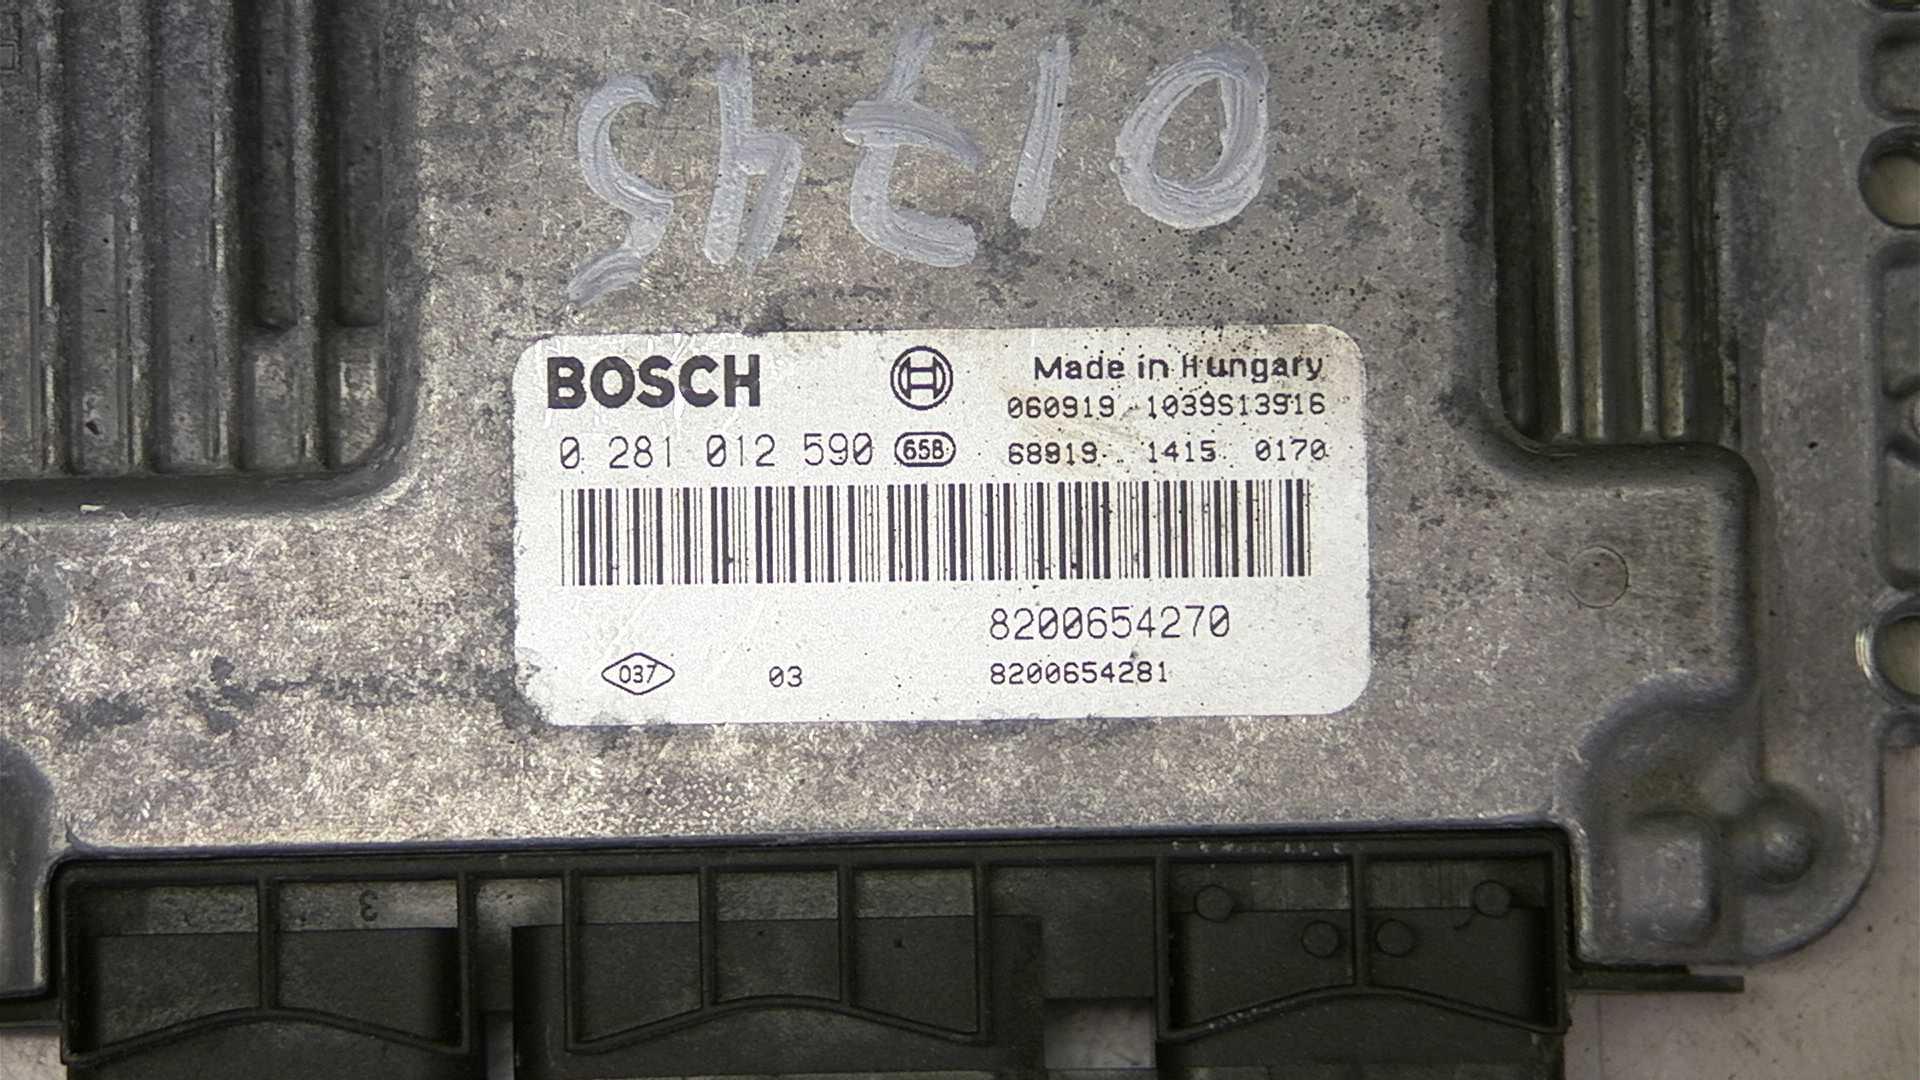 01745
BOSCH
Made in Hungary
060919 1039S13916
0 281 012 590 65B 68919 1415 0170
8200654270
037 03 8200654281
3